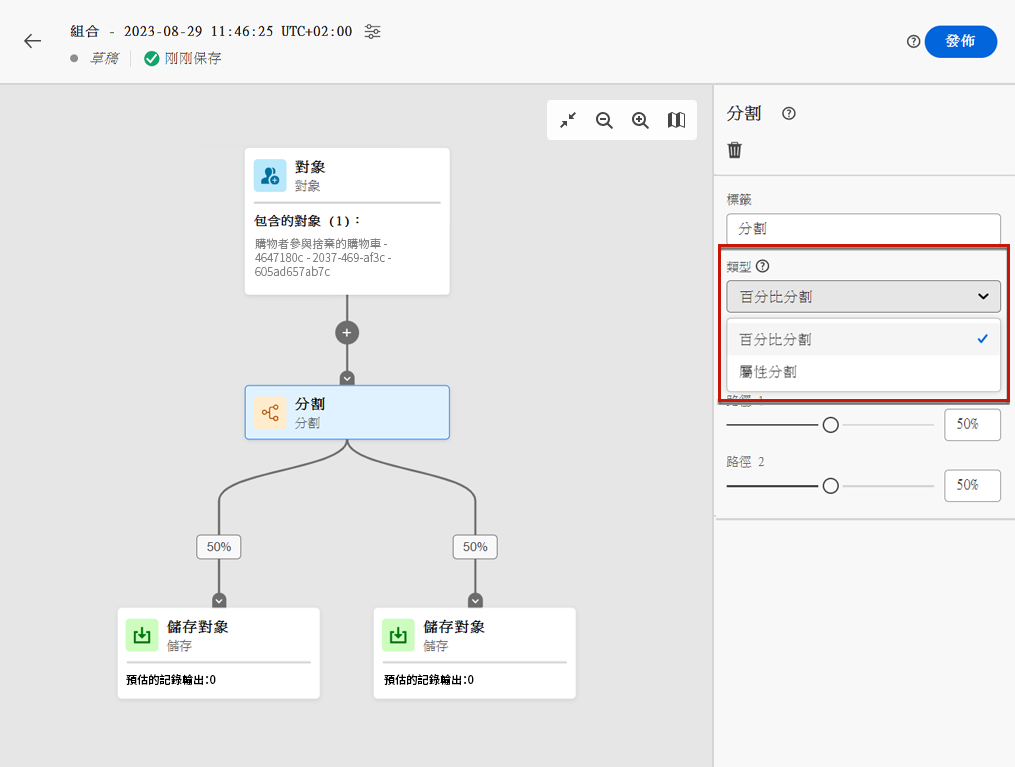 組合 - 2023-08-29 11:46:25 UTC+02:00
草稿
剛剛保存
發佈
對象
對象
包含的對象 (1)：
購物者參與捨棄的購物車 -
4647180c - 2037-469-af3c -
605ad657ab7c
分割
分割
50%
50%
儲存對象
儲存
預估的記錄輸出:0
儲存對象
儲存
預估的記錄輸出:0
分割
標籤
分割
類型
百分比分割
百分比分割
屬性分割
路徑 1
50%
路徑 2
50%